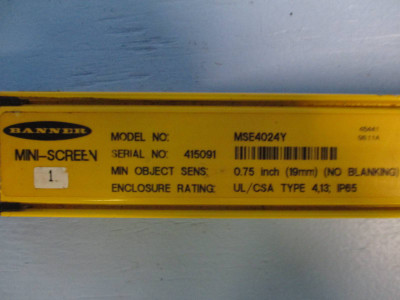 BANNER
MINI-SCREEN
1
MODEL NO: MSE4024Y
SERIAL NO: 415091
MIN OBJECT SENS: 0.75 inch (19mm) (NO BLANKING)
ENCLOSURE RATING: UL/CSA TYPE 4,13; IP65